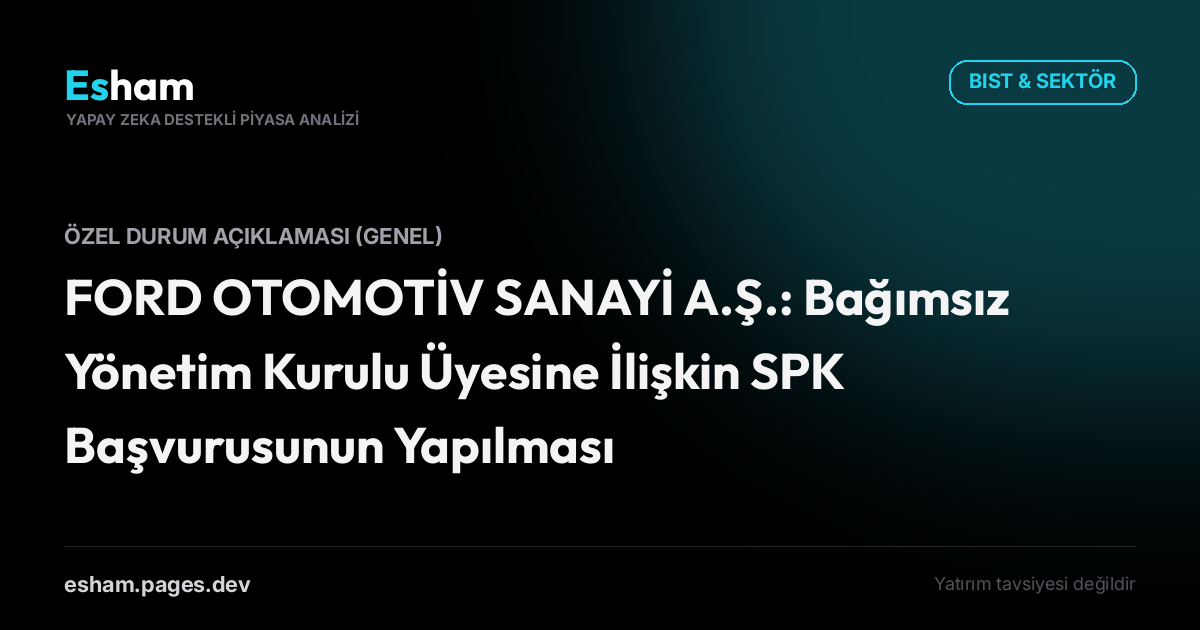 Esham
BIST & SEKTÖR
YAPAY ZEKA DESTEKLİ PİYASA ANALİZİ
ÖZEL DURUM AÇIKLAMASI (GENEL)
FORD OTOMOTİV SANAYİ A.Ş.: Bağımsız
Yönetim Kurulu Üyesine İlişkin SPK
Başvurusunun Yapılması
esham.pages.dev
Yatırım tavsiyesi değildir